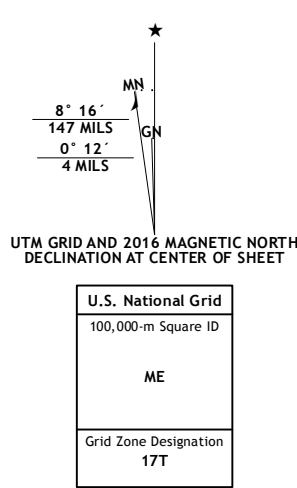 ★
MN
8° 16´
147 MILS
GN
0° 12´
4 MILS
UTM GRID AND 2016 MAGNETIC NORTH
DECLINATION AT CENTER OF SHEET
U.S. National Grid
100,000-m Square ID
ME
Grid Zone Designation
17T